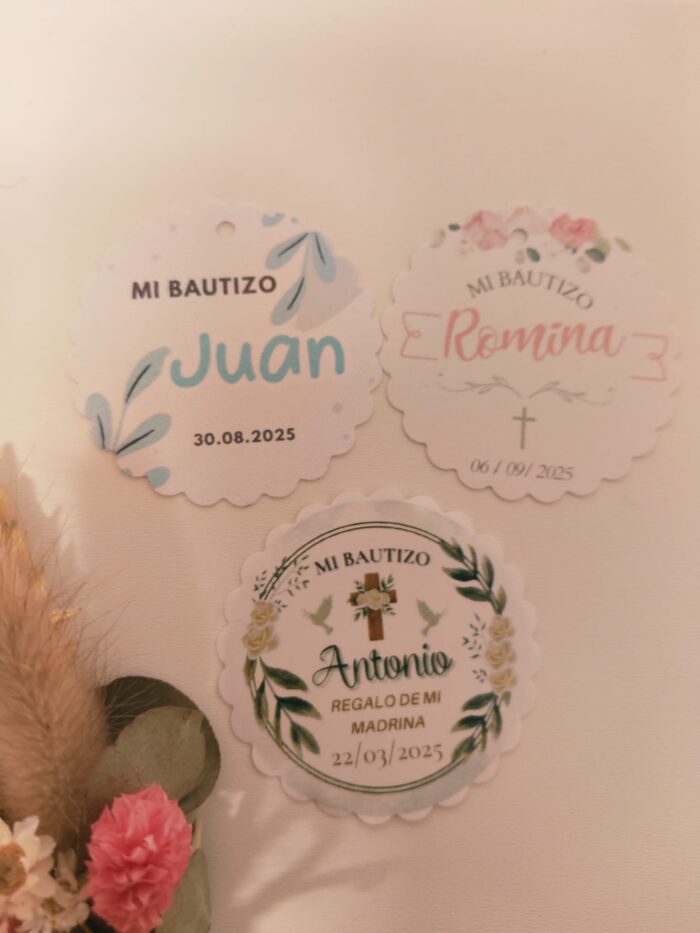 MI BAUTIZO
Juan
30.08.2025
MI BAUTIZO
Romina
06 / 09/ 2025
MI BAUTIZO
Antonio
REGALO DE MI
MADRINA
22/03/2025